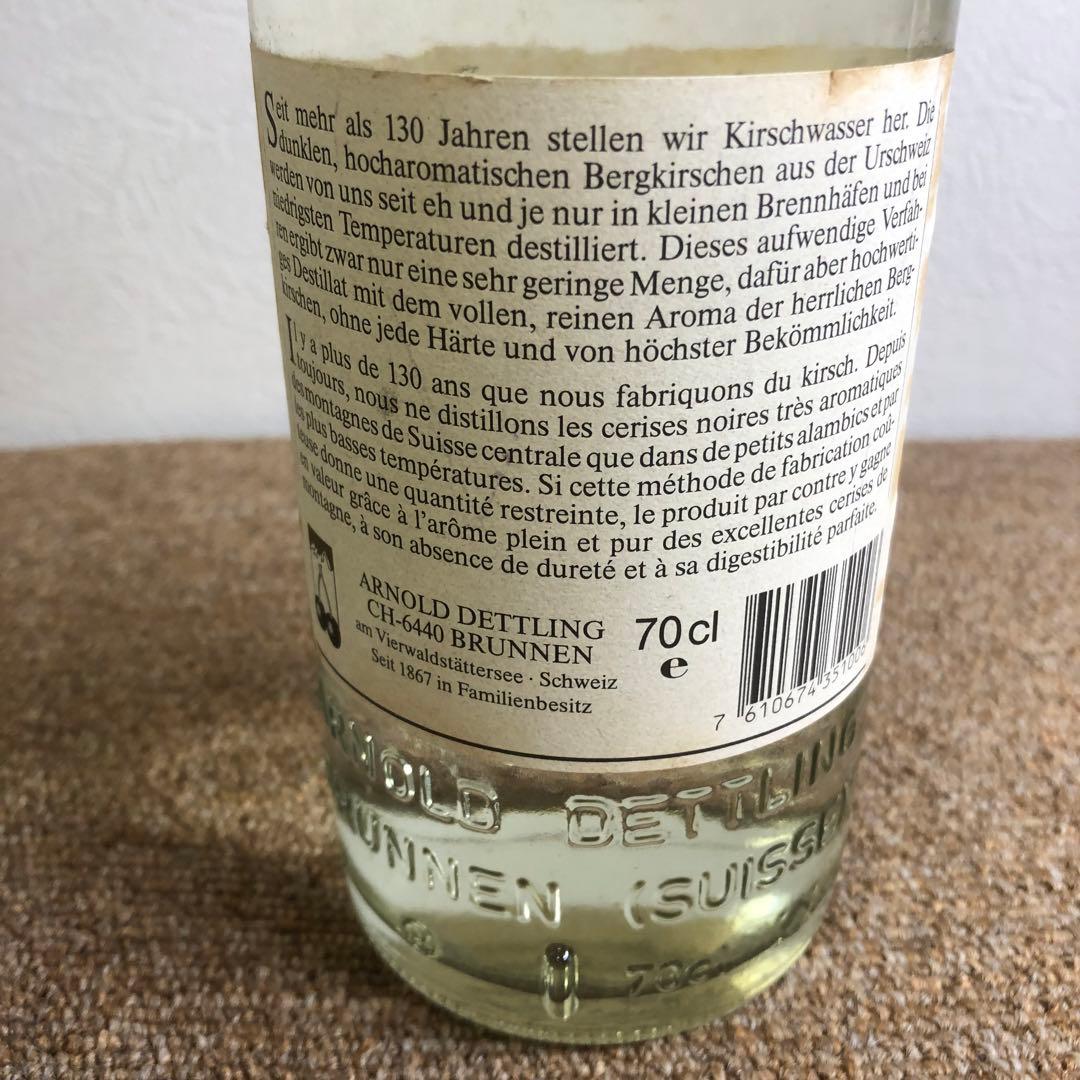 Seit mehr als 130 Jahren stellen wir Kirschwasser her. Die
dunklen, hocharomatischen Bergkirschen aus der Urschweiz
werden von uns seit eh und je nur in kleinen Brennhäfen und bei
niedrigsten Temperaturen destilliert. Dieses aufwendige Verfah-
ren ergibt zwar nur eine sehr geringe Menge, dafür aber hochwerti-
ges Destillat mit dem vollen, reinen Aroma der herrlichen Berg-
kirschen, ohne jede Härte und von höchster Bekömmlichkeit.
Il y a plus de 130 ans que nous fabriquons du kirsch. Depuis
toujours, nous ne distillons les cerises noires très aromatiques
des montagnes de Suisse centrale que dans de petits alambics et par
les plus basses températures. Si cette méthode de fabrication coû-
teuse donne une quantité restreinte, le produit par contre y gagne
en valeur grâce à l'arôme plein et pur des excellentes cerises de
montagne, à son absence de dureté et à sa digestibilité parfaite.
ARNOLD DETTLING
CH-6440 BRUNNEN
am Vierwaldstättersee · Schweiz
Seit 1867 in Familienbesitz
70 cl
e
7 610674 351006
ARNOLD DETTLING
BRUNNEN (SUISSE)